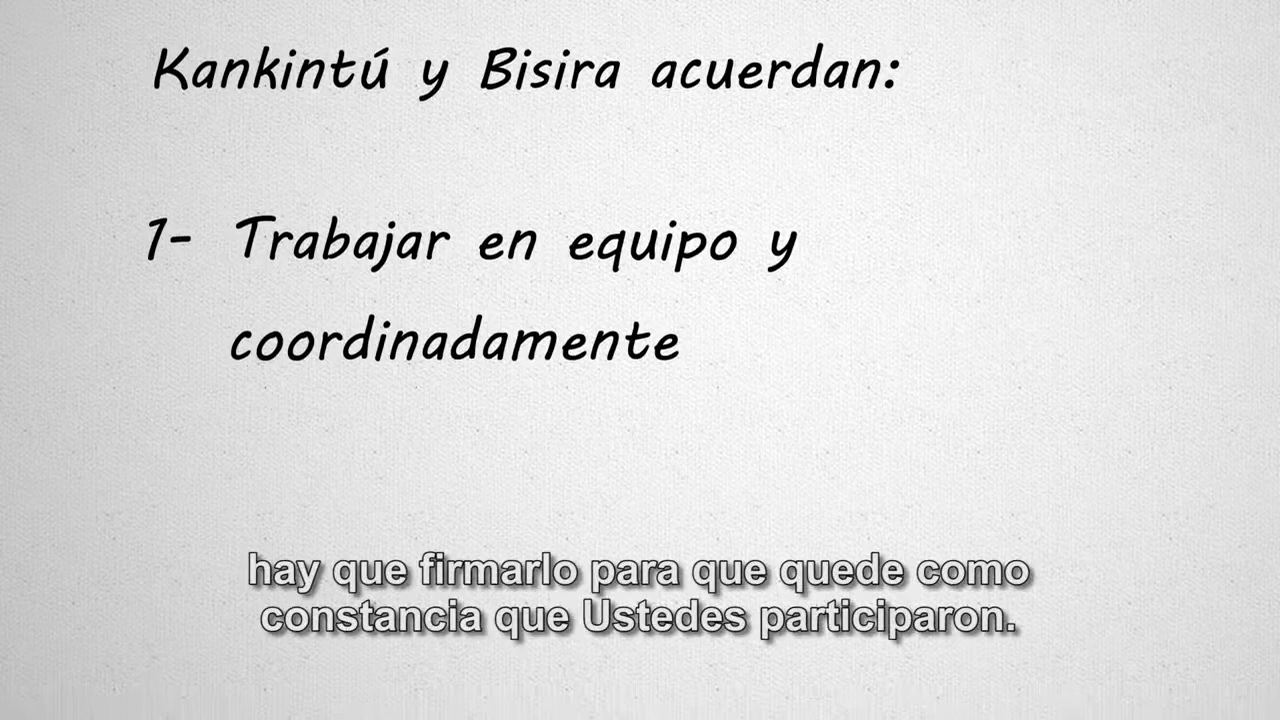 Kankintú y Bisira acuerdan:
1- Trabajar en equipo y
coordinadamente
hay que firmarlo para que quede como
constancia que Ustedes participaron.